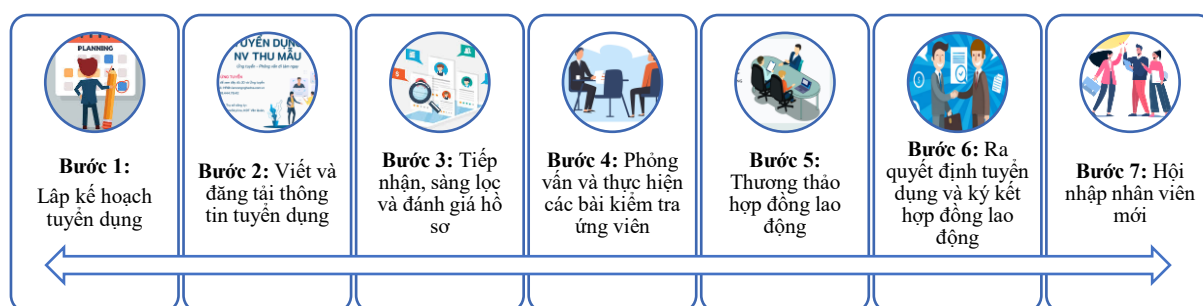 PLANNING
Bước 1:
Lâp kế hoạch
tuyển dụng
TUYỂN DỤNG
NV THU MẪU
Bước 2: Viết và
đăng tải thông
tin tuyển dụng
Bước 3: Tiếp
nhận, sàng lọc
và đánh giá hồ
sơ
Bước 4: Phỏng
vấn và thực hiện
các bài kiểm tra
ứng viên
Bước 5:
Thương thảo
hợp đồng lao
động
Bước 6: Ra
quyết định tuyển
dụng và ký kết
hợp đồng lao
động
Bước 7: Hội
nhập nhân viên
mới